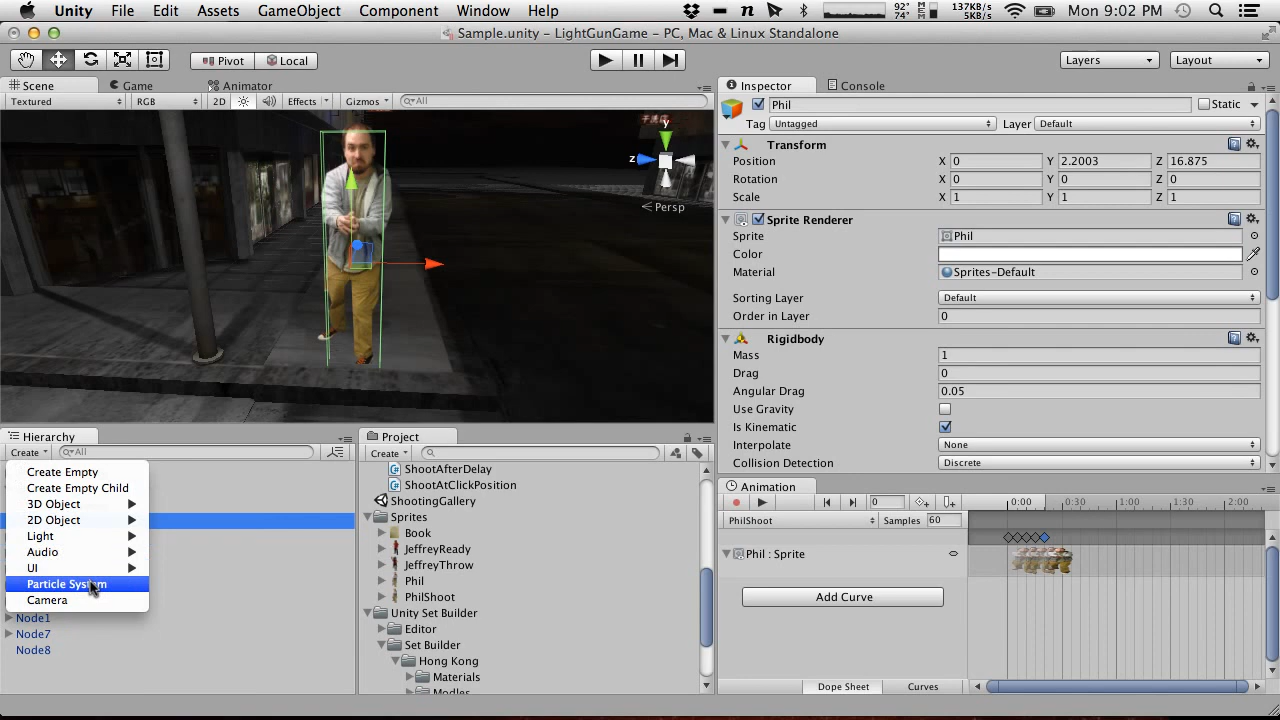 Unity File Edit Assets GameObject Component Window Help 92° 74° MEM 137KB/s 5KB/s Mon 9:02 PM
Sample.unity – LightGunGame – PC, Mac & Linux Standalone
Pivot Local Layers Layout
Scene Game Animator
Textured RGB 2D Effects Gizmos All
y
z
Persp
Inspector Console
Phil Static
Tag Untagged Layer Default
Transform
Position X 0 Y 2.2003 Z 16.875
Rotation X 0 Y 0 Z 0
Scale X 1 Y 1 Z 1
Sprite Renderer
Sprite Phil
Color
Material Sprites-Default
Sorting Layer Default
Order in Layer 0
Rigidbody
Mass 1
Drag 0
Angular Drag 0.05
Use Gravity
Is Kinematic
Interpolate None
Collision Detection Discrete
Hierarchy
Create All
Create Empty
Create Empty Child
3D Object
2D Object
Light
Audio
UI
Particle System
Camera
Node1
Node7
Node8
Project
Create
ShootAfterDelay
ShootAtClickPosition
ShootingGallery
Sprites
Book
JeffreyReady
JeffreyThrow
Phil
PhilShoot
Unity Set Builder
Editor
Set Builder
Hong Kong
Materials
Modles
Animation
0 0:00 0:30 1:00 1:30 2:00
PhilShoot Samples 60
Phil : Sprite
Add Curve
Dope Sheet Curves